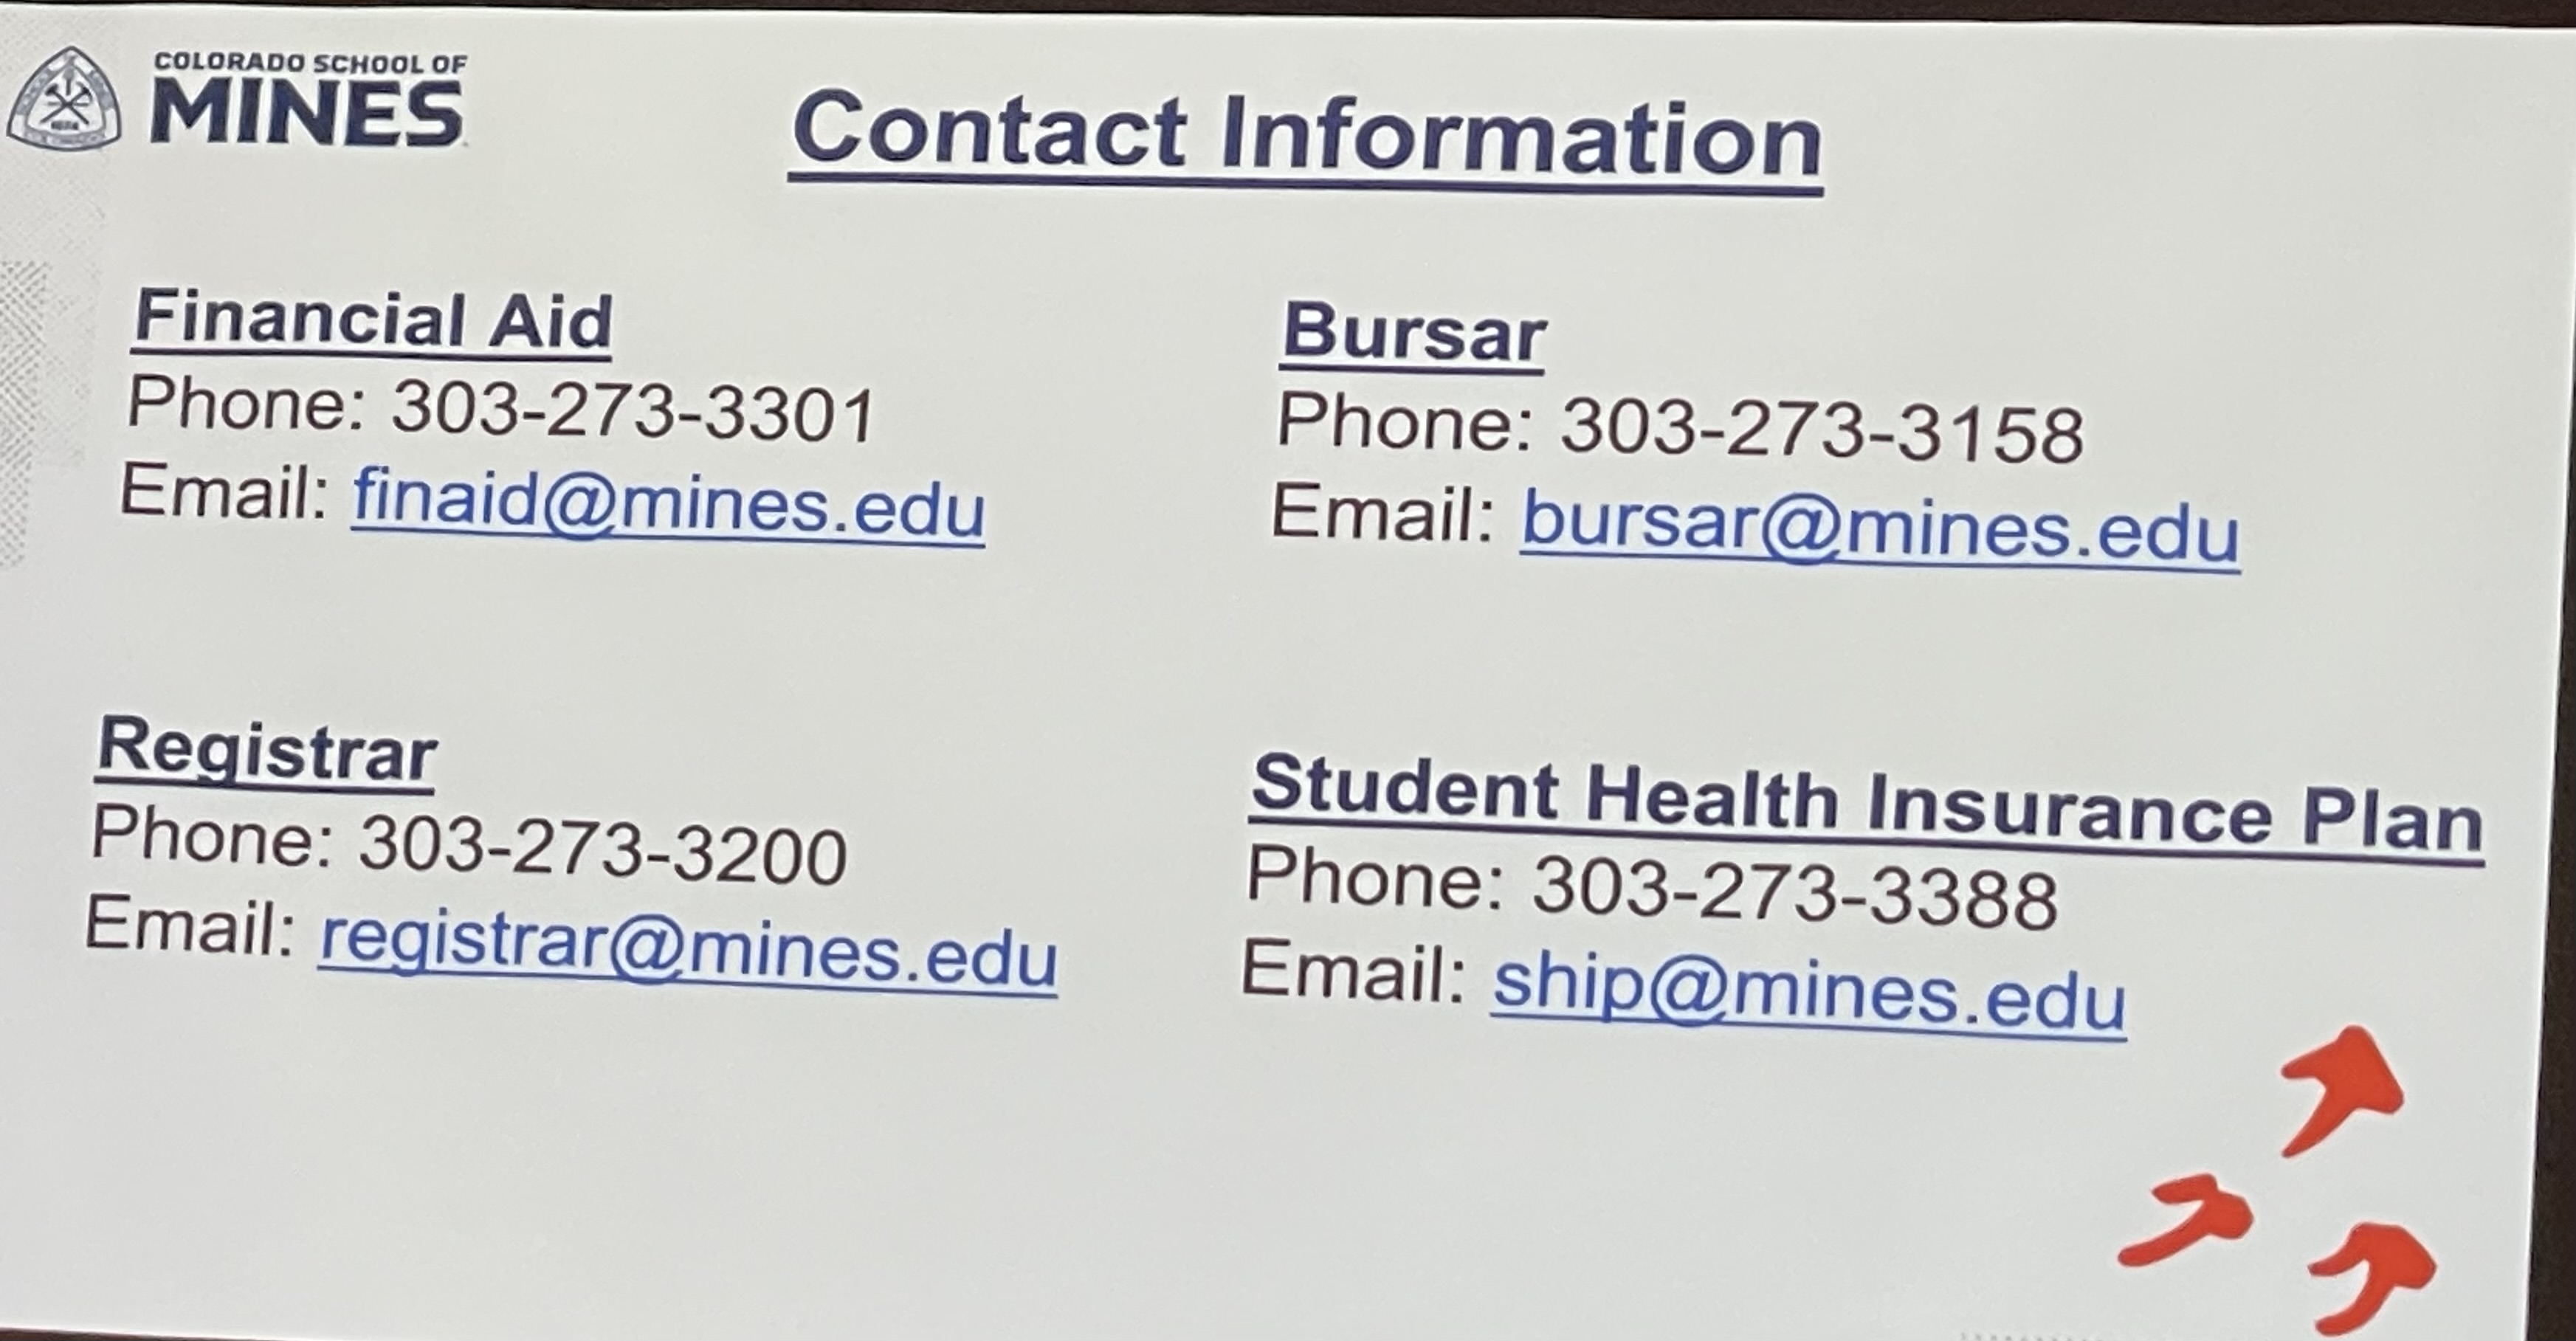 COLORADO SCHOOL OF
MINES
Contact Information
Financial Aid
Phone: 303-273-3301
Email: finaid@mines.edu
Bursar
Phone: 303-273-3158
Email: bursar@mines.edu
Registrar
Phone: 303-273-3200
Email: registrar@mines.edu
Student Health Insurance Plan
Phone: 303-273-3388
Email: ship@mines.edu